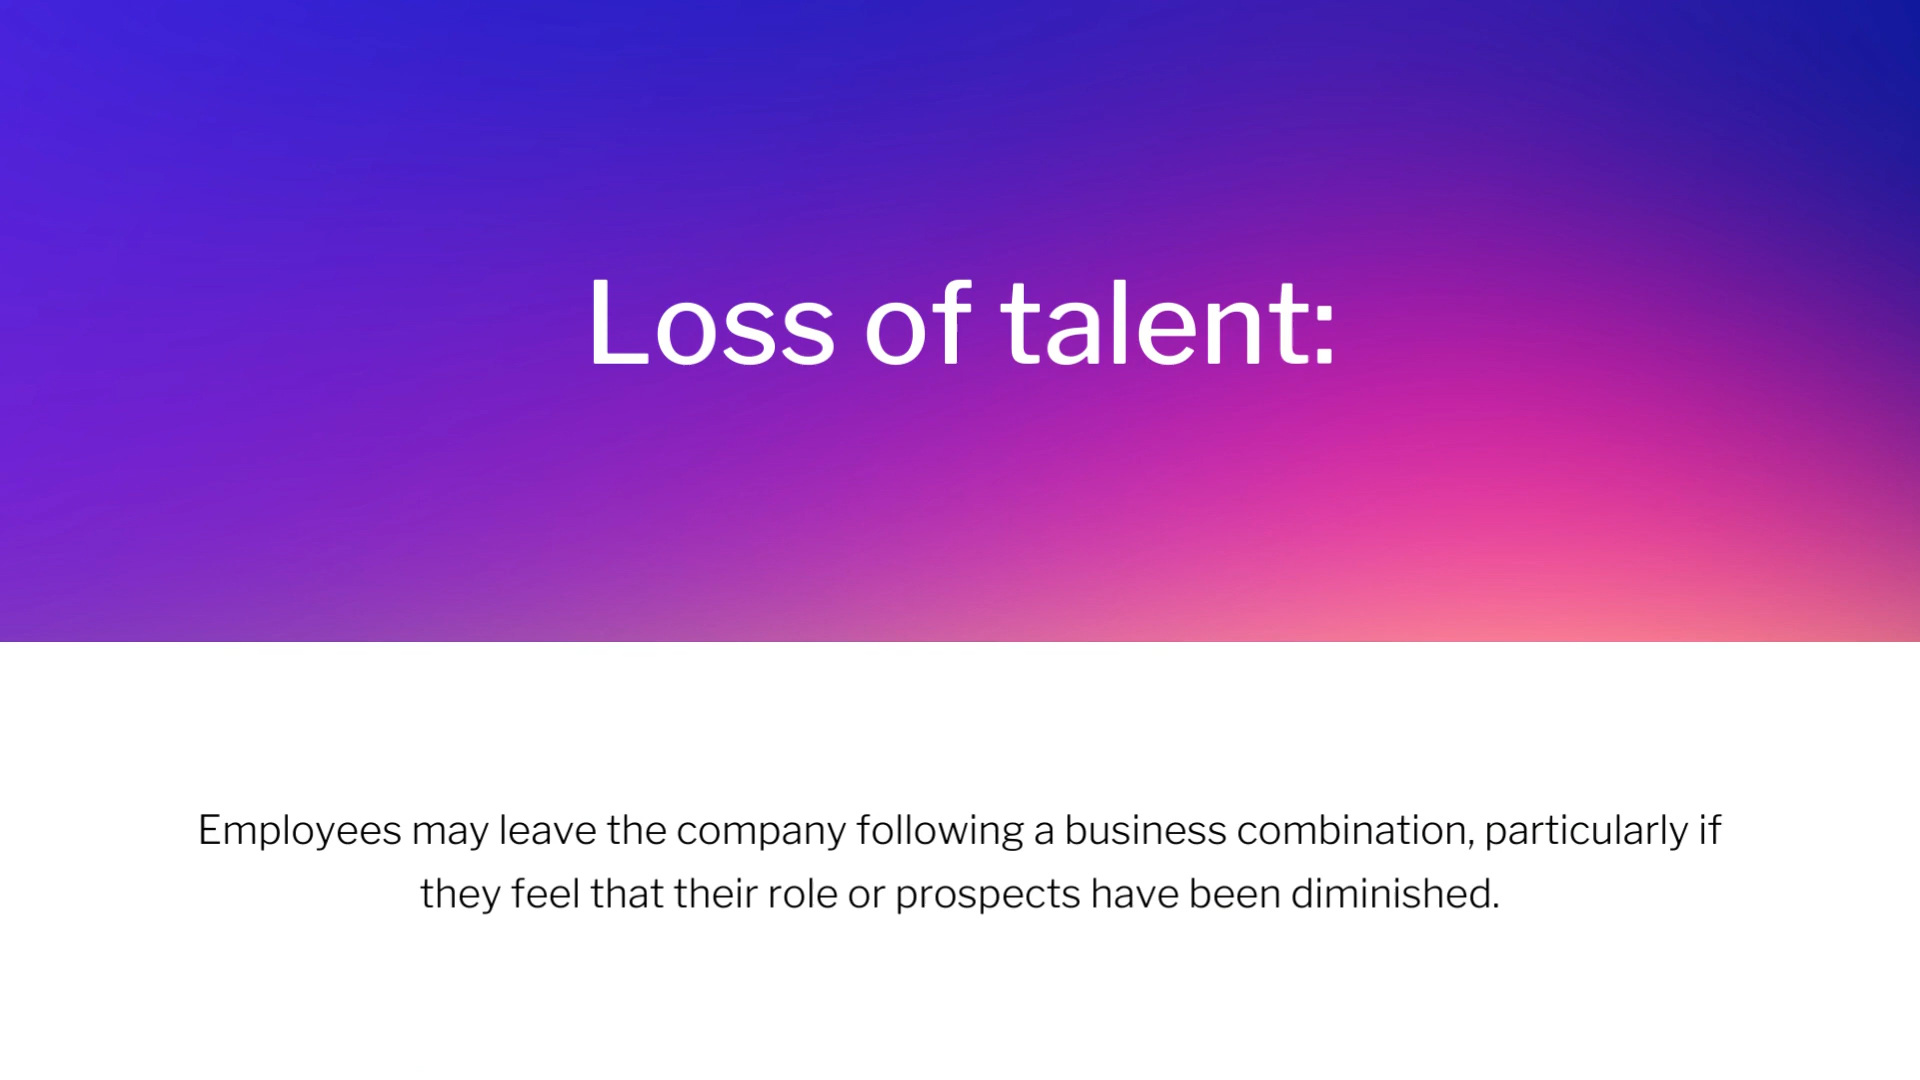 Loss of talent:
Employees may leave the company following a business combination, particularly if
they feel that their role or prospects have been diminished.